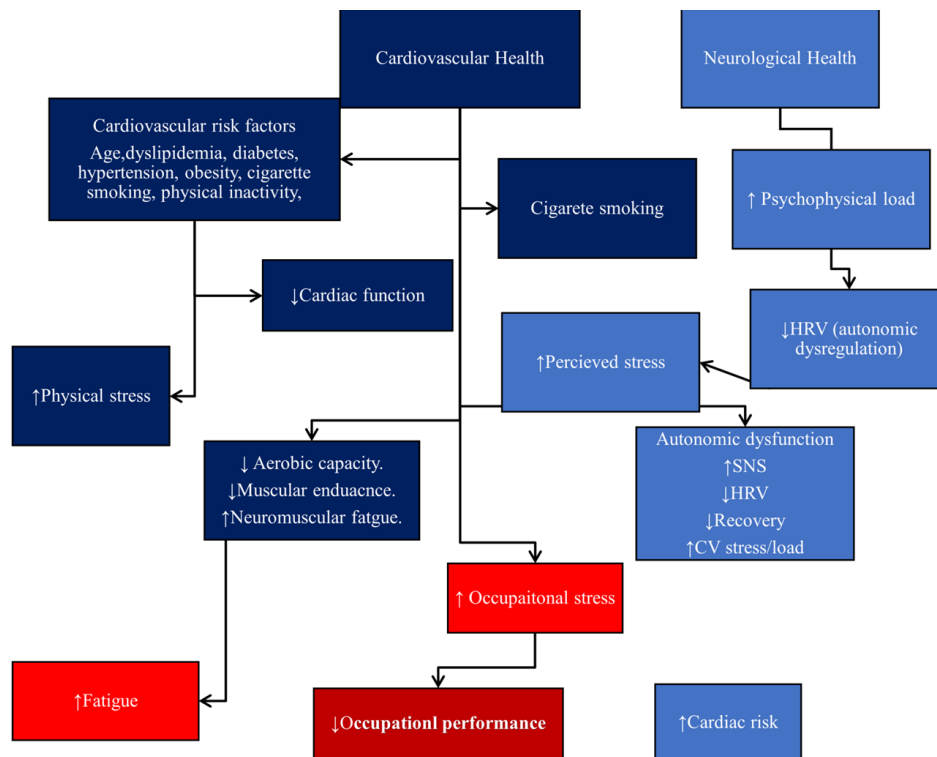 Cardiovascular Health
Neurological Health
Cardiovascular risk factors
Age,dyslipidemia, diabetes,
hypertension, obesity, cigarette
smoking, physical inactivity,
Cigarete smoking
↑ Psychophysical load
↓Cardiac function
↓HRV (autonomic
dysregulation)
↑Percieved stress
↑Physical stress
↓ Aerobic capacity.
↓Muscular enduacnce.
↑Neuromuscular fatgue.
Autonomic dysfunction
↑SNS
↓HRV
↓Recovery
↑CV stress/load
↑ Occupaitonal stress
↑Fatigue
↓Occupationl performance
↑Cardiac risk